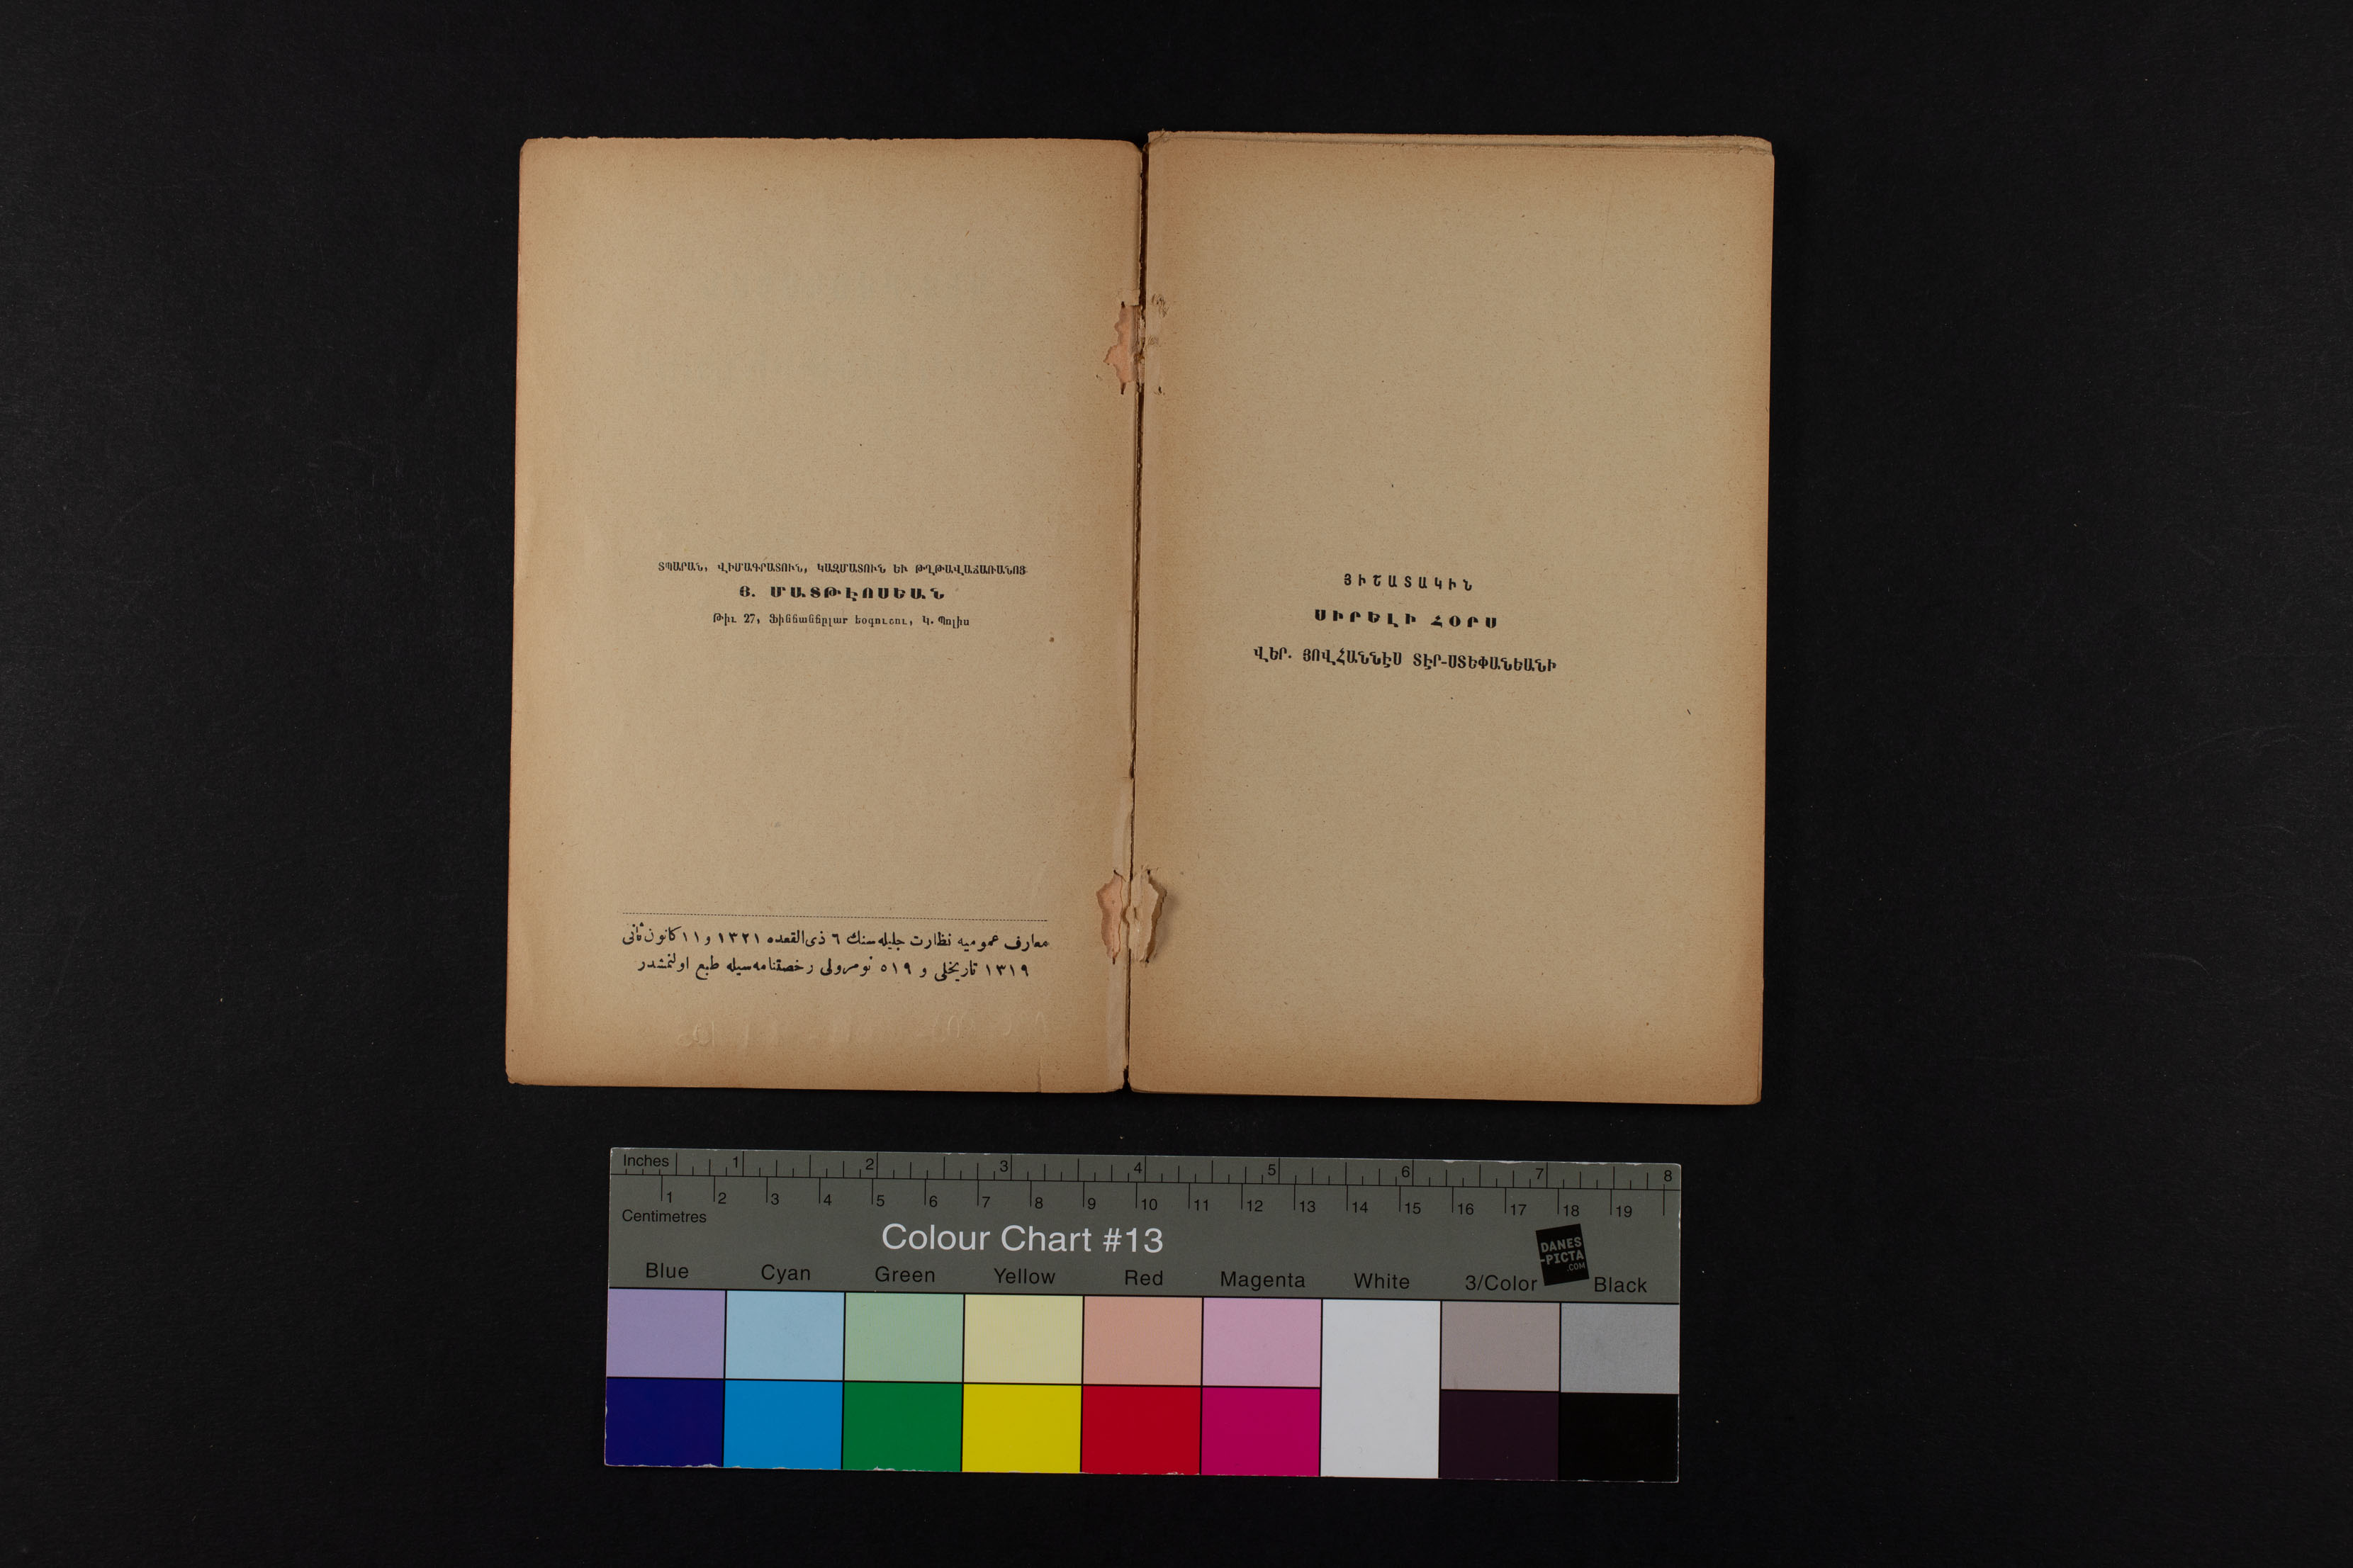 ՏՊԱՐԱՆ, ՎԻՄԱԳՐԱՏՈՒՆ, ԿԱԶՄԱՏՈՒՆ ԵՒ ԹՂԹԱՎԱՃԱՌԱՆՈՑ
Յ. ՄԱՏԹԷՈՍԵԱՆ
Թիւ 27, Ֆինճանճըլար եօգուշու, Կ. Պոլիս
معارف عموميه نظارت جليله‌سنك ٦ ذى‌القعده ١٣٢١ و ١١ كانون ثانى
١٣١٩ تاريخلى و ٥١٩ نومرولى رخصتنامه‌سيله طبع اولنمشدر
ՅԻՇԱՏԱԿԻՆ
ՍԻՐԵԼԻ ՀՕՐՍ
ՎԵՐ. ՅՈՎՀԱՆՆԷՍ ՏԷՐ-ՍՏԵՓԱՆԵԱՆԻ
Inches 1 2 3 4 5 6 7 8
1 2 3 4 5 6 7 8 9 10 11 12 13 14 15 16 17 18 19
Centimetres
Colour Chart #13
DANES
-PICTA
.COM
Blue Cyan Green Yellow Red Magenta White 3/Color Black